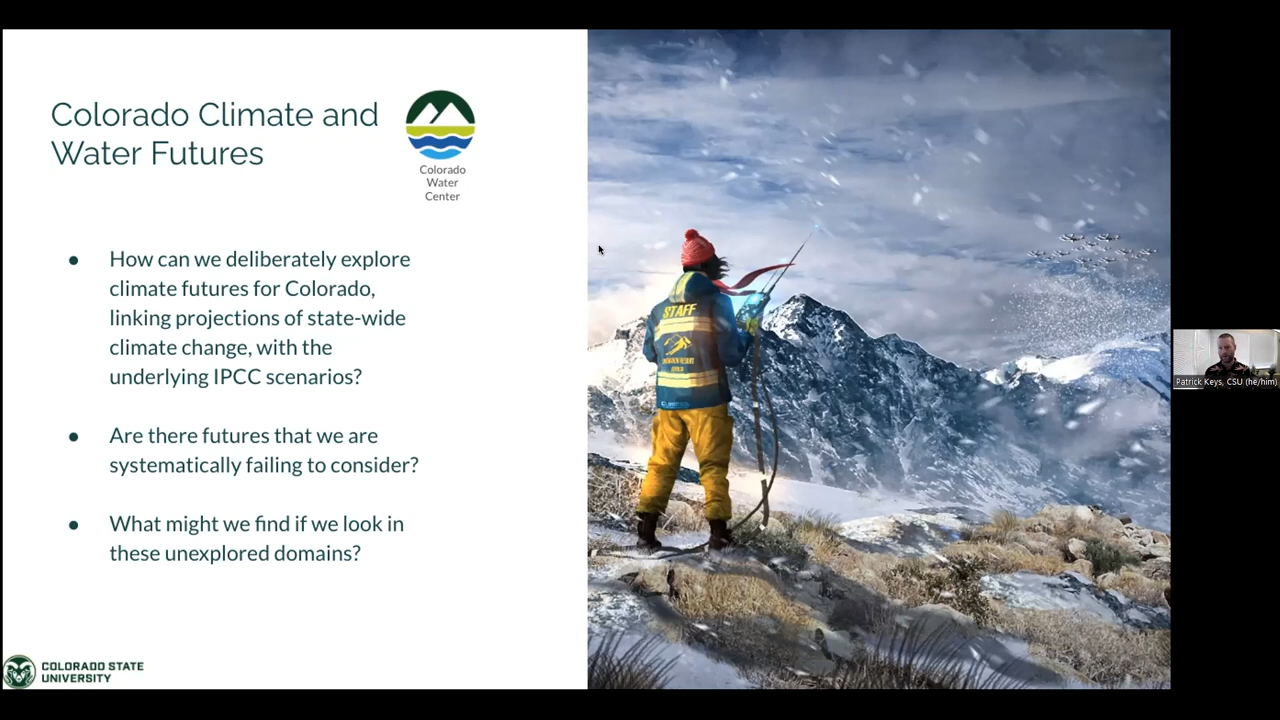 Colorado Climate and
Water Futures
Colorado
Water
Center
● How can we deliberately explore
climate futures for Colorado,
linking projections of state-wide
climate change, with the
underlying IPCC scenarios?
● Are there futures that we are
systematically failing to consider?
● What might we find if we look in
these unexplored domains?
COLORADO STATE
UNIVERSITY
STAFF
Patrick Keys, CSU (he/him)